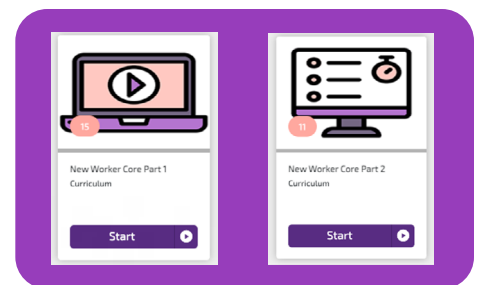 15
New Worker Core Part 1
Curriculum
Start
11
New Worker Core Part 2
Curriculum
Start